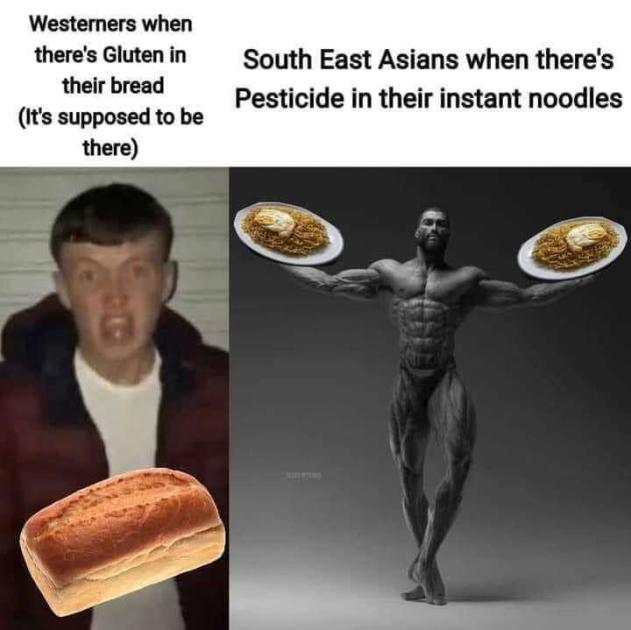 Westerners when
there's Gluten in
their bread
(It's supposed to be
there)
South East Asians when there's
Pesticide in their instant noodles